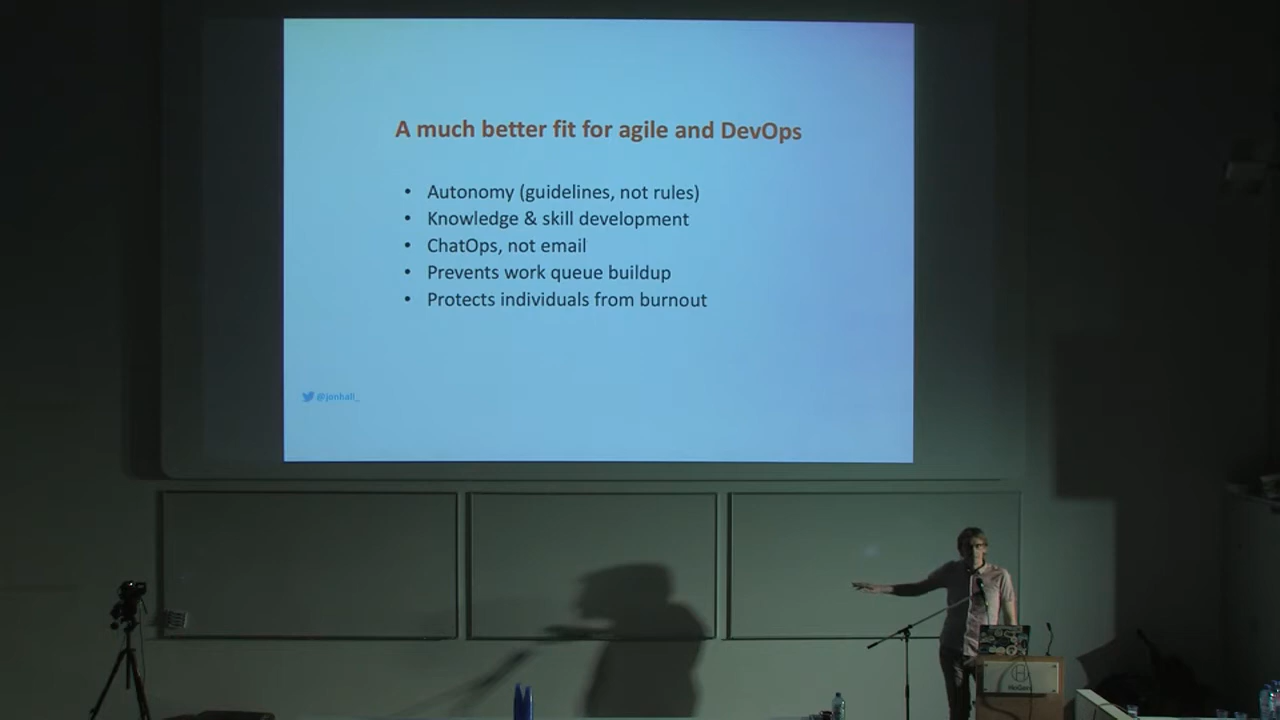 A much better fit for agile and DevOps
• Autonomy (guidelines, not rules)
• Knowledge & skill development
• ChatOps, not email
• Prevents work queue buildup
• Protects individuals from burnout
@jonhall_